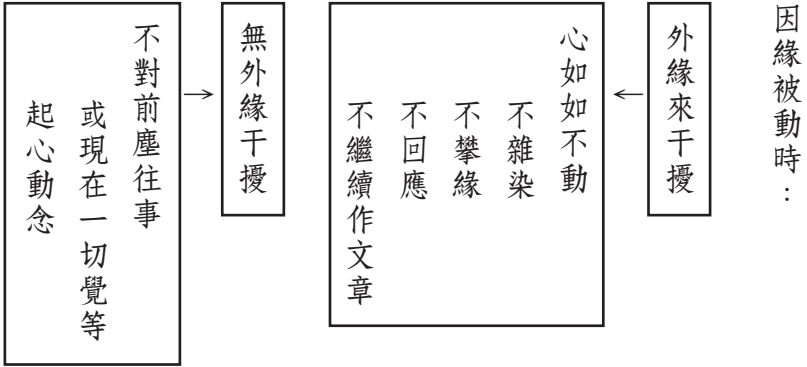 因緣被動時：
外緣來干擾
←
心如如不動
不雜染
不攀緣
不回應
不繼續作文章
無外緣干擾
→
不對前塵往事
或現在一切覺等
起心動念